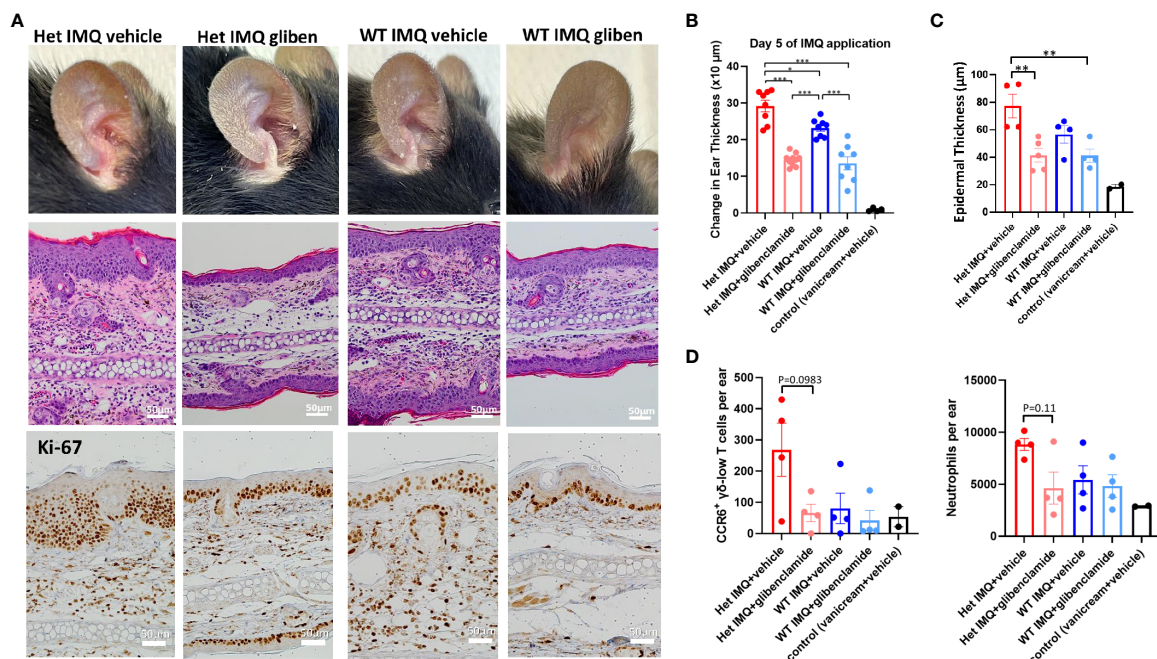 A
Het IMQ vehicle
Het IMQ gliben
WT IMQ vehicle
WT IMQ gliben
50µm
50µm
50µm
50µm
Ki-67
50µm
50µm
50µm
50µm
B
Day 5 of IMQ application
Change in Ear Thickness (x10 µm)
40
30
20
10
0
***
*
***
***
***
Het IMQ+vehicle
Het IMQ+glibenclamide
WT IMQ+vehicle
WT IMQ+glibenclamide
control (vanicream+vehicle)
C
Epidermal Thickness (µm)
100
80
60
40
20
0
**
**
Het IMQ+vehicle
Het IMQ+glibenclamide
WT IMQ+vehicle
WT IMQ+glibenclamide
control (vanicream+vehicle)
D
CCR6+ γδ-low T cells per ear
500
400
300
200
100
0
P=0.0983
Het IMQ+vehicle
Het IMQ+glibenclamide
WT IMQ+vehicle
WT IMQ+glibenclamide
control (vanicream+vehicle)
Neutrophils per ear
15000
10000
5000
0
P=0.11
Het IMQ+vehicle
Het IMQ+glibenclamide
WT IMQ+vehicle
WT IMQ+glibenclamide
control (vanicream+vehicle)